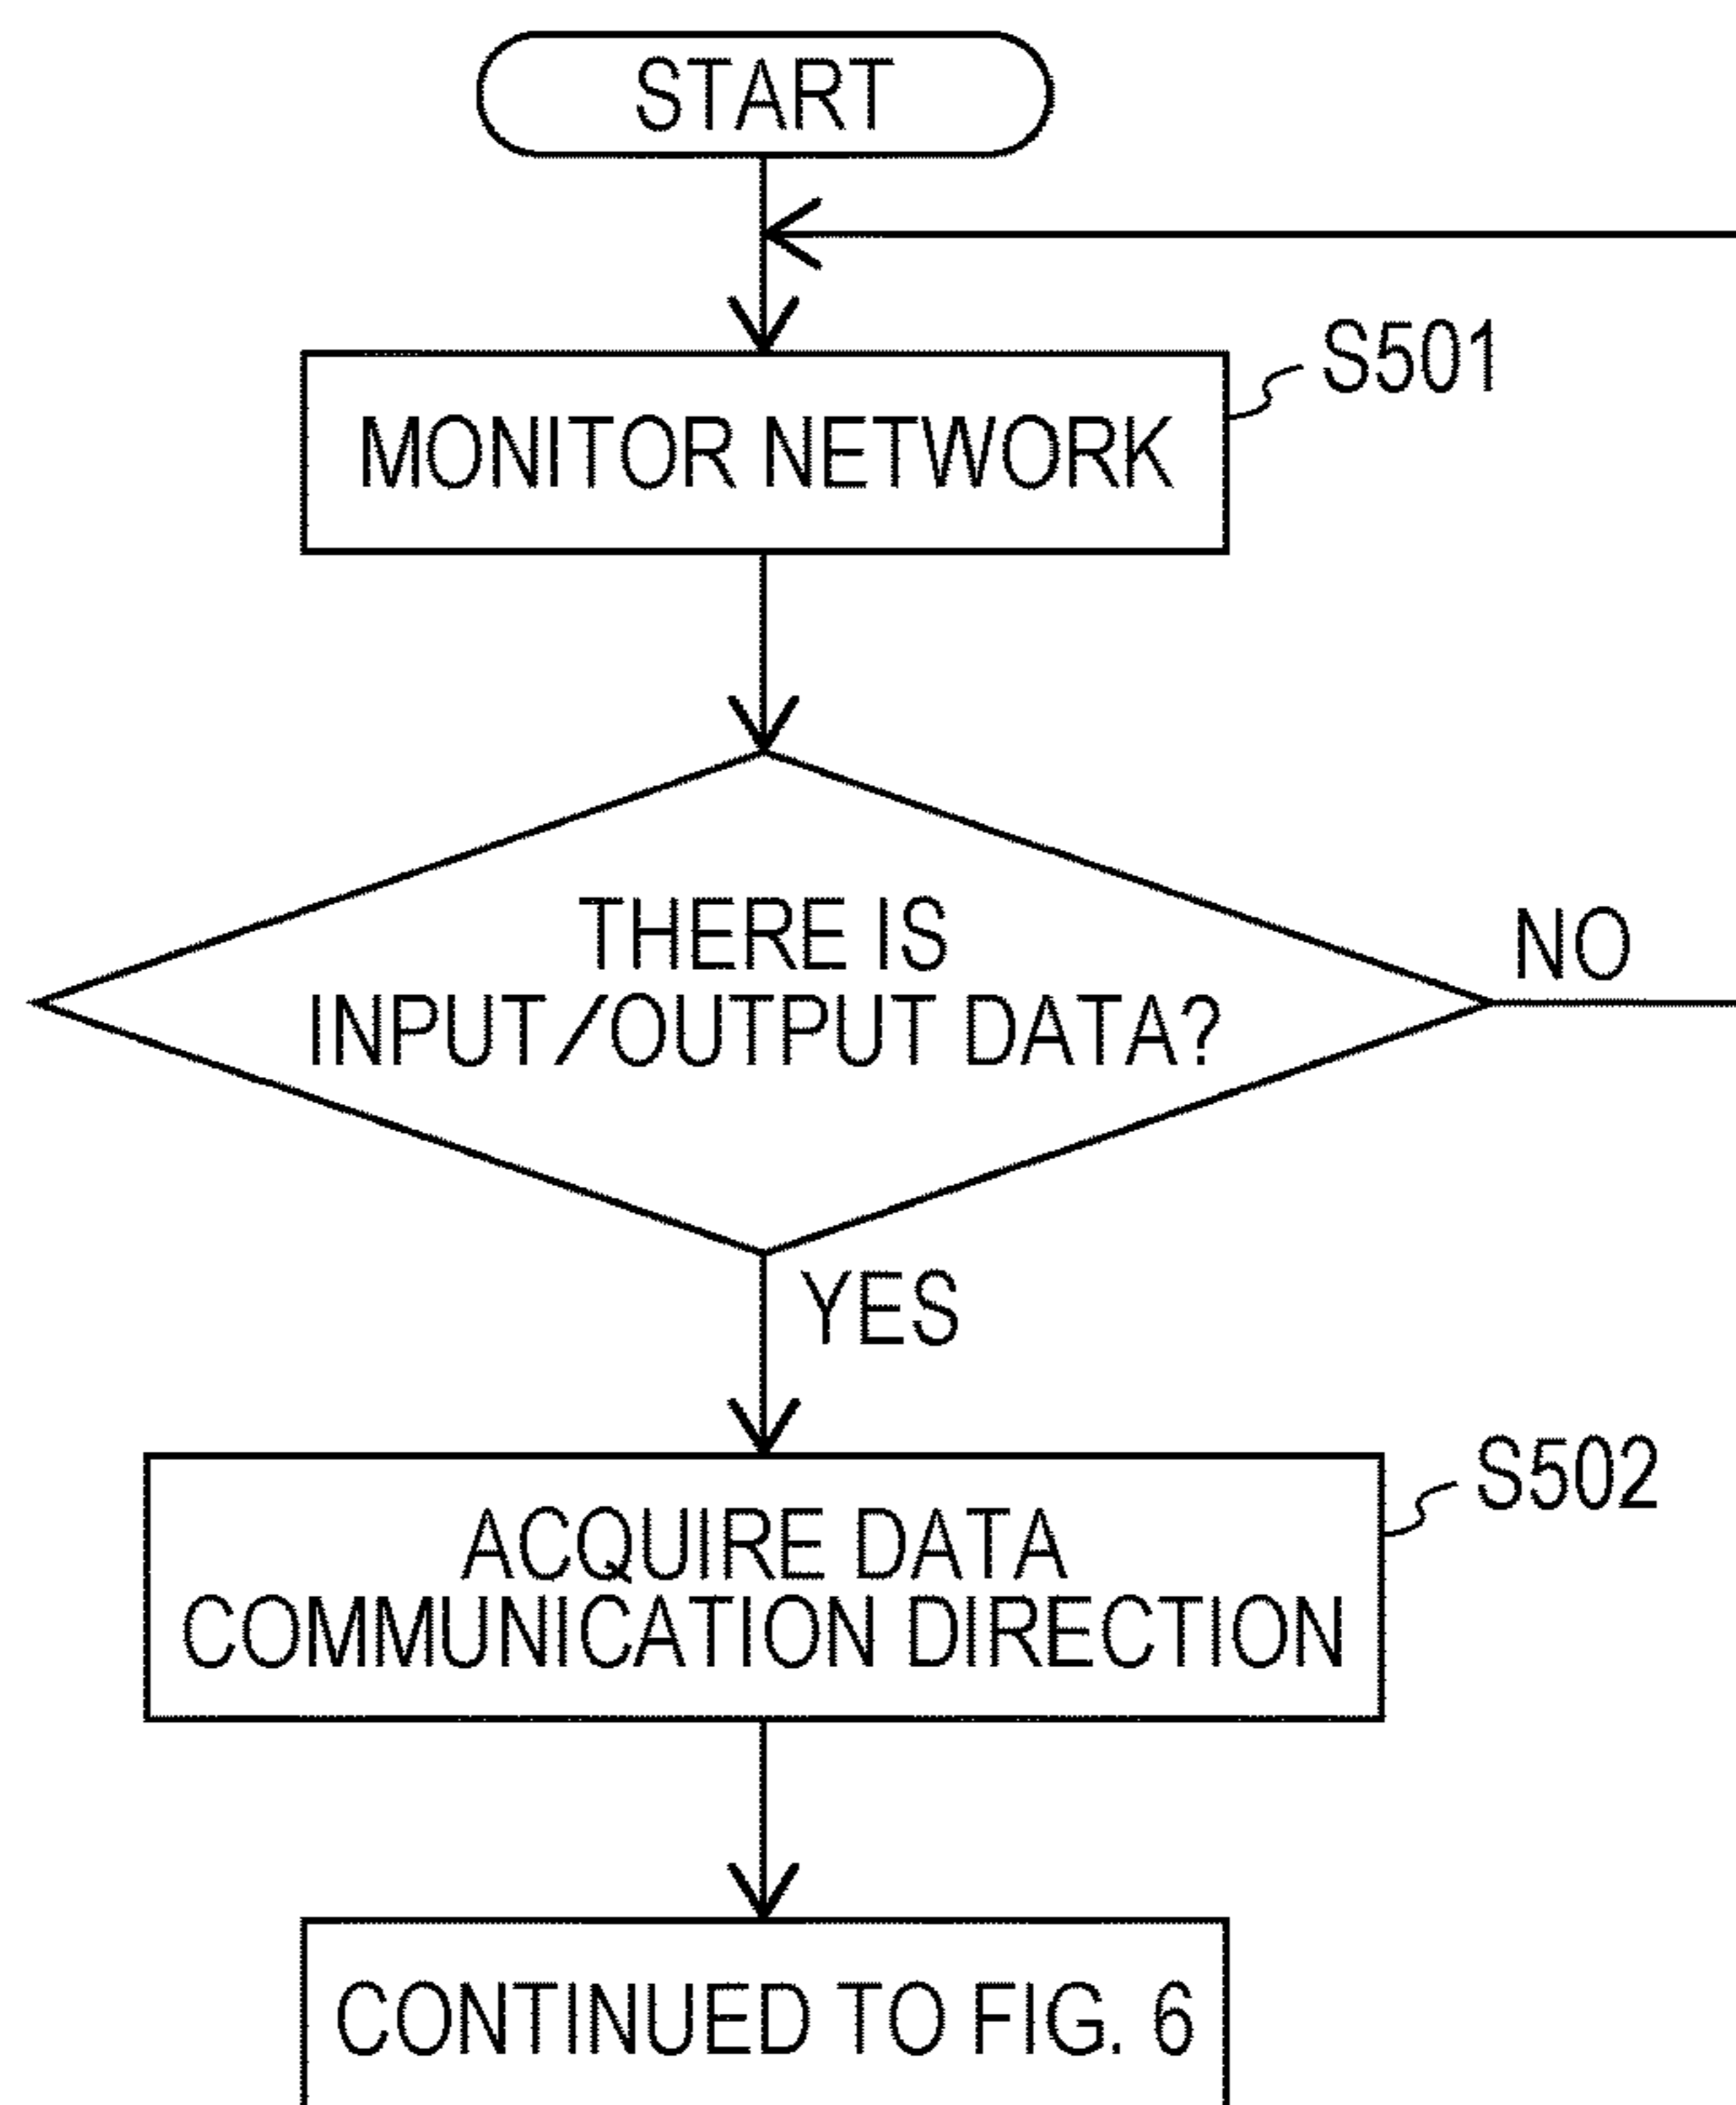 START
S501
MONITOR NETWORK
THERE IS
INPUT/OUTPUT DATA?
NO
YES
S502
ACQUIRE DATA
COMMUNICATION DIRECTION
CONTINUED TO FIG. 6